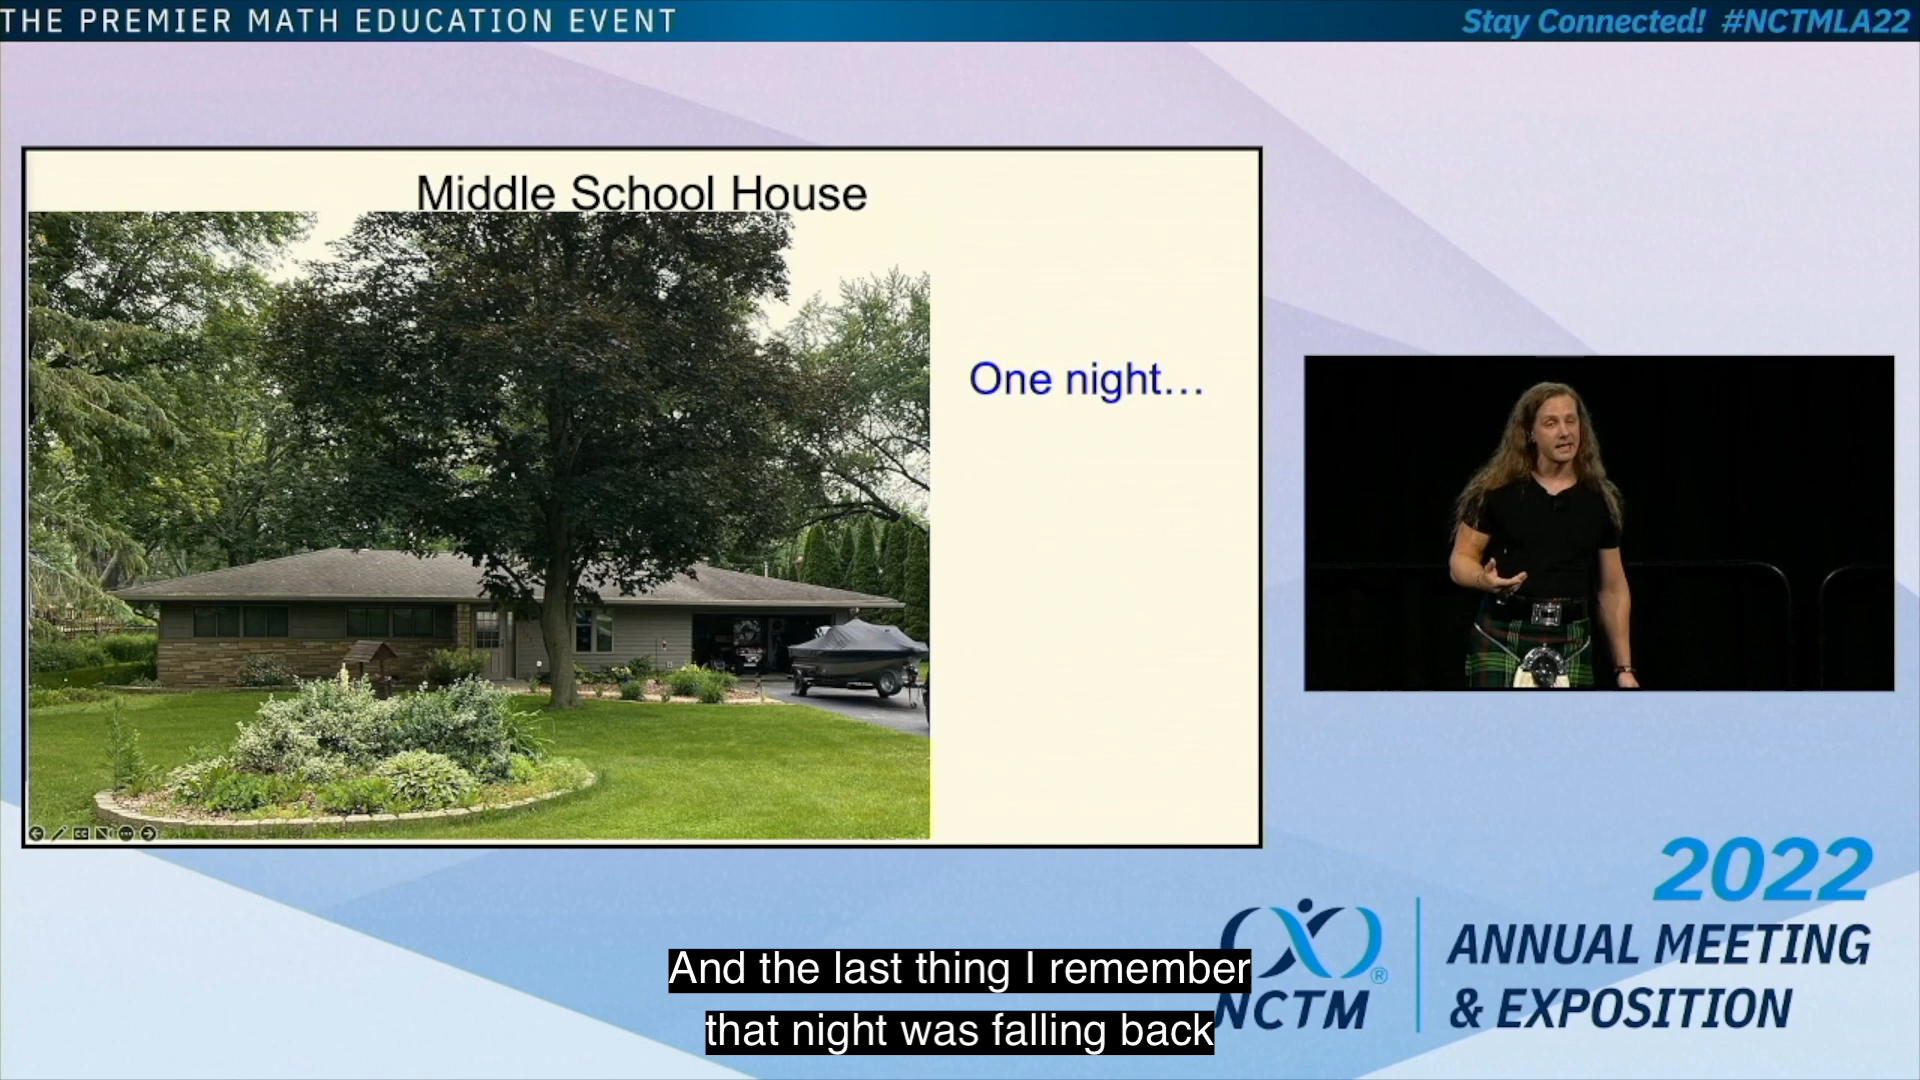 THE PREMIER MATH EDUCATION EVENT
Stay Connected! #NCTMLA22
Middle School House
One night…
2022
ANNUAL MEETING
& EXPOSITION
NCTM
®
And the last thing I remember
that night was falling back